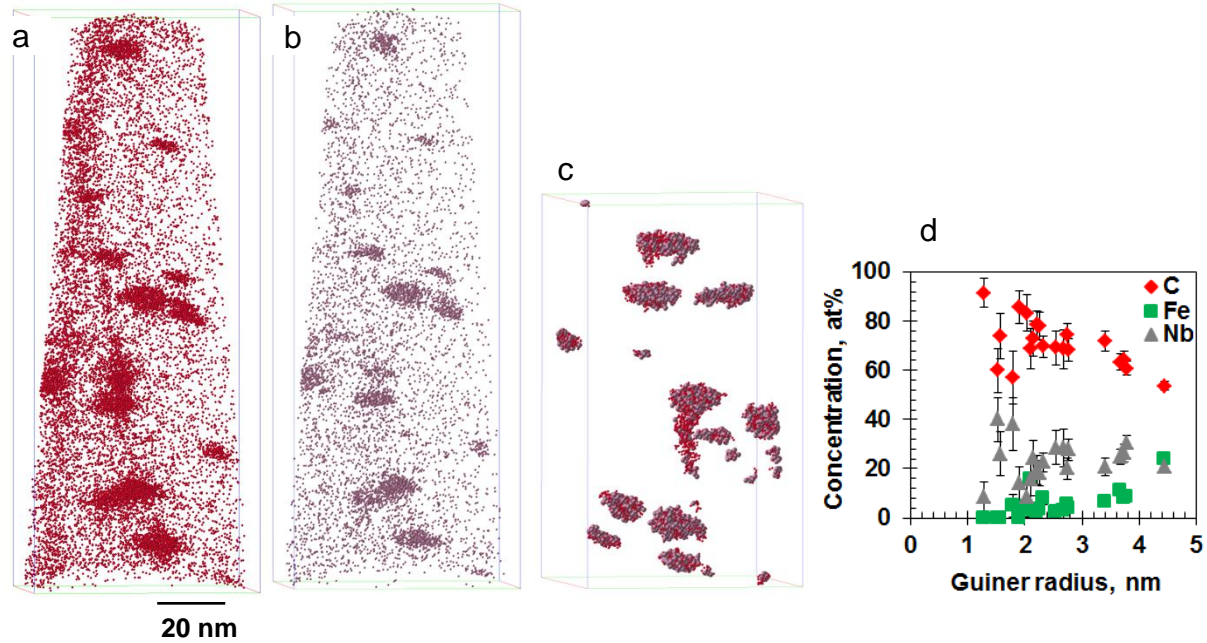 a
b
c
d
20 nm
100
80
60
40
20
0
C
Fe
Nb
Concentration, at%
0 1 2 3 4 5
Guiner radius, nm